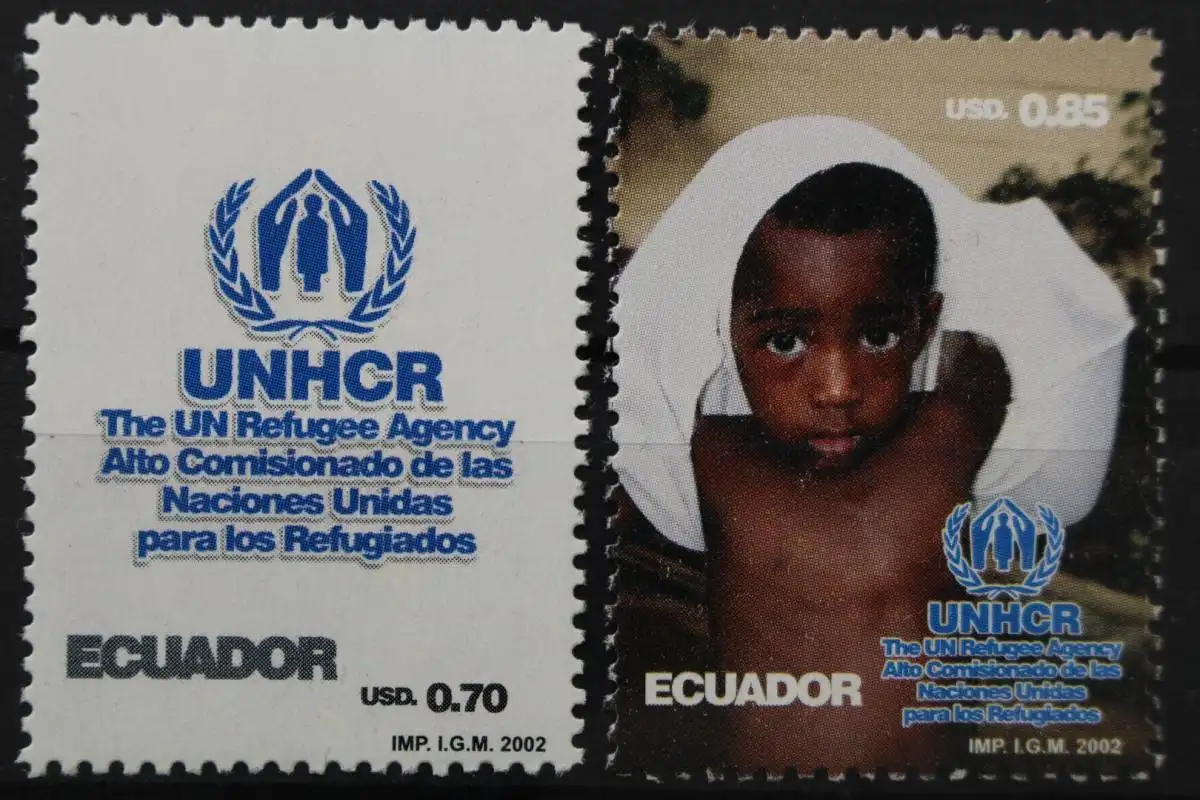 UNHCR
The UN Refugee Agency
Alto Comisionado de las
Naciones Unidas
para los Refugiados
ECUADOR
USD. 0.70
IMP. I.G.M. 2002
USD. 0.85
UNHCR
The UN Refugee Agency
Alto Comisionado de las
Naciones Unidas
para los Refugiados
ECUADOR
IMP. I.G.M. 2002